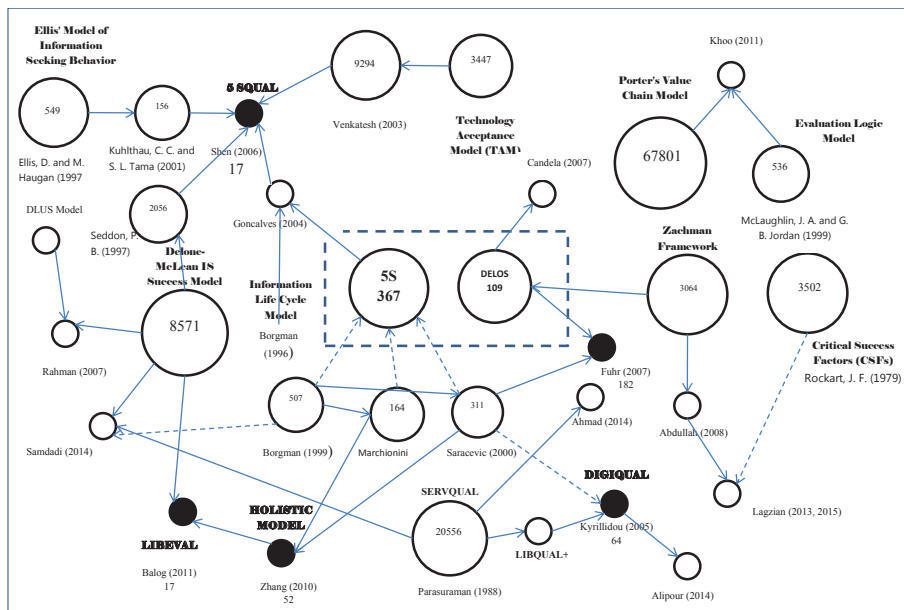 Ellis' Model of
Information
Seeking Behavior
549
156
Ellis, D. and M.
Haugan (1997
Kuhlthau, C. C. and
S. L. Tama (2001)
5 SQUAL
Shen (2006)
17
9294
Venkatesh (2003)
3447
Technology
Acceptance
Model (TAM)
Khoo (2011)
Porter's Value
Chain Model
67801
Evaluation Logic
Model
536
McLaughlin, J. A. and G.
B. Jordan (1999)
Candela (2007)
DLUS Model
2056
Seddon, P.
B. (1997)
Goncalves (2004)
Delone-
McLean IS
Success Model
8571
Rahman (2007)
Information
Life Cycle
Model
Borgman
(1996)
5S
367
DELOS
109
Zachman
Framework
3064
3502
Critical Success
Factors (CSFs)
Rockart, J. F. (1979)
Fuhr (2007)
182
Samdadi (2014)
507
Borgman (1999)
164
Marchionini
311
Saracevic (2000)
Ahmad (2014)
Abdullah (2008)
Lagzian (2013, 2015)
LIBEVAL
Balog (2011)
17
HOLISTIC
MODEL
Zhang (2010)
52
SERVQUAL
20556
Parasuraman (1988)
LIBQUAL+
DIGIQUAL
Kyrillidou (2005)
64
Alipour (2014)